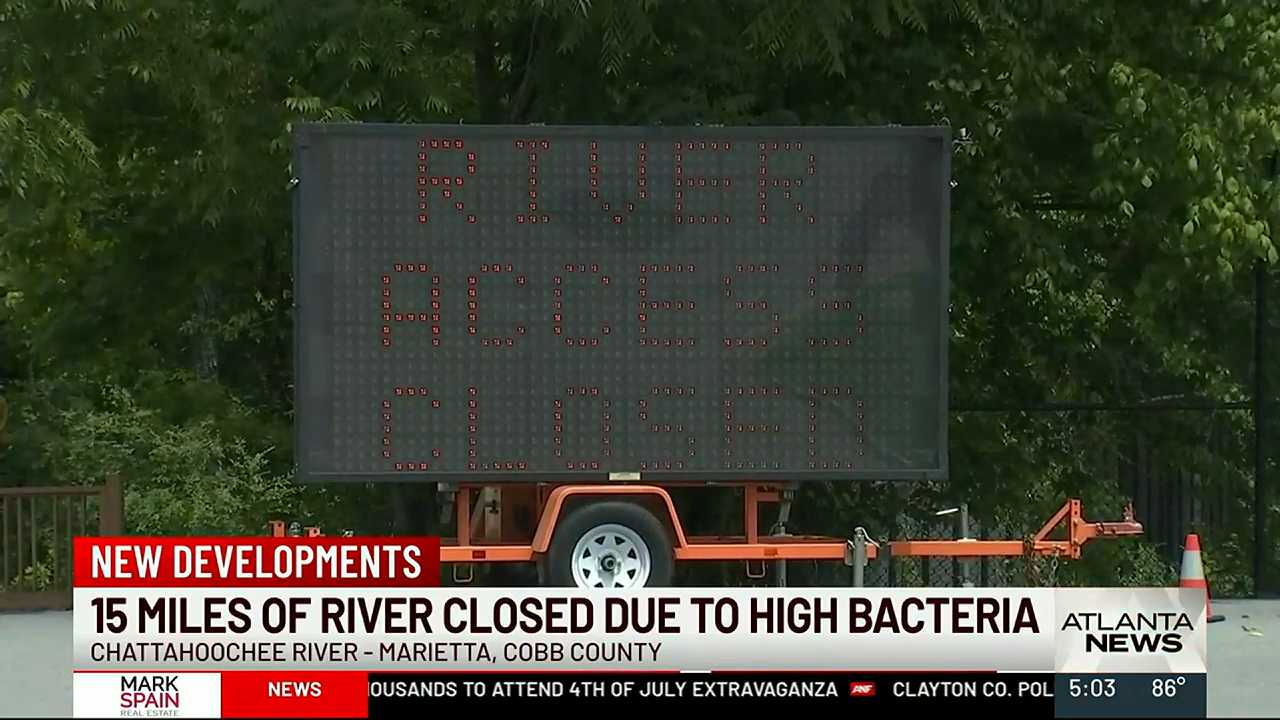 RIVER
ACCESS
CLOSED
NEW DEVELOPMENTS
15 MILES OF RIVER CLOSED DUE TO HIGH BACTERIA
CHATTAHOOCHEE RIVER - MARIETTA, COBB COUNTY
ATLANTA
NEWS
MARK
SPAIN
REAL ESTATE
NEWS
OUSANDS TO ATTEND 4TH OF JULY EXTRAVAGANZA ANF CLAYTON CO. POL
5:03 86°